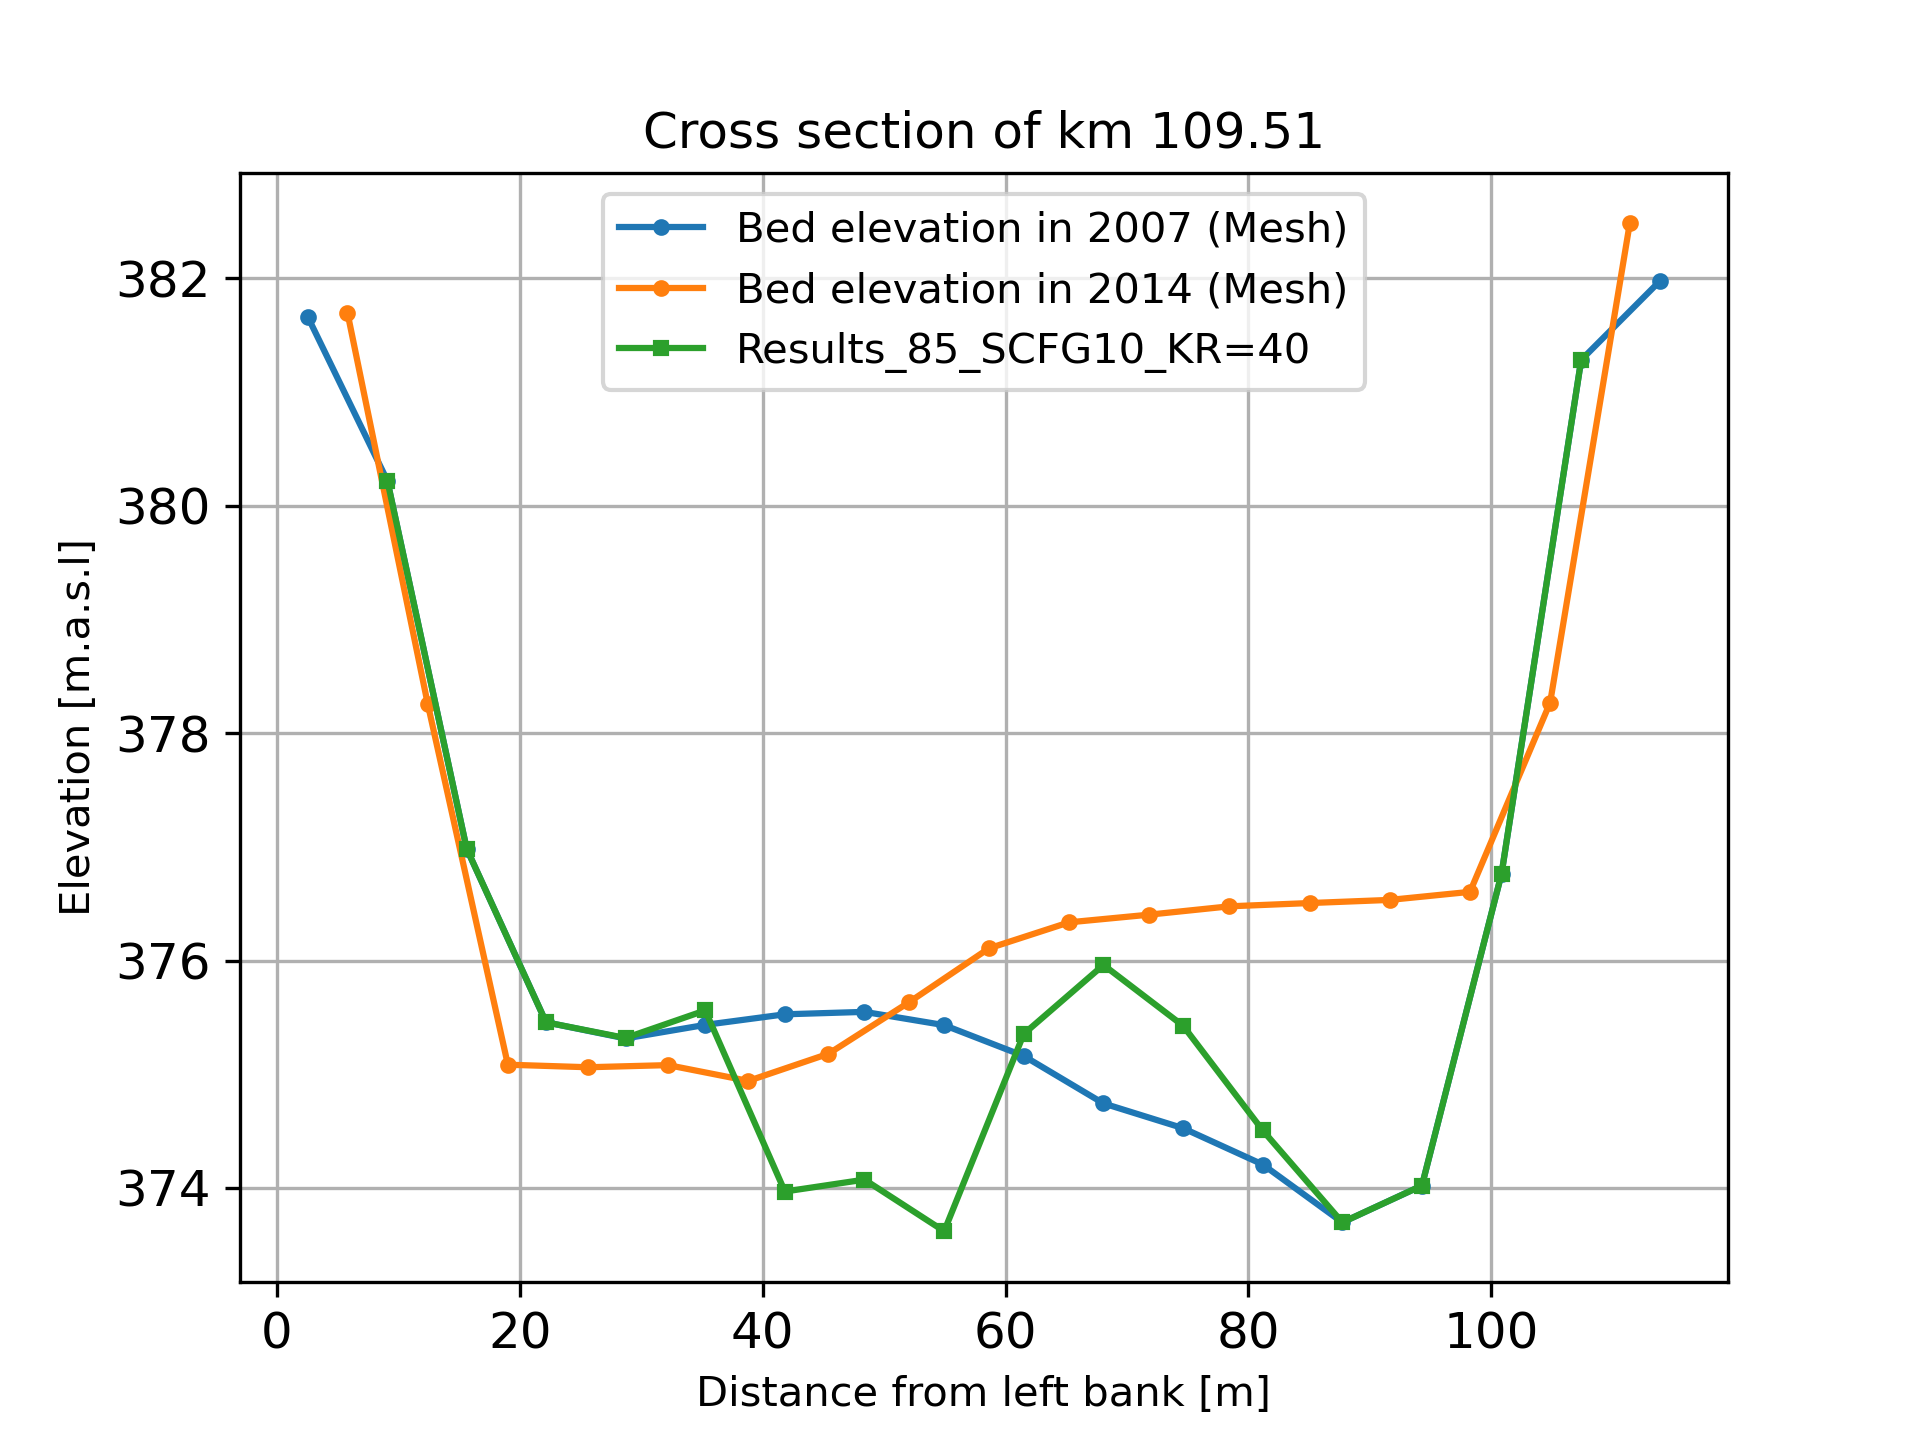 Cross section of km 109.51
Bed elevation in 2007 (Mesh)
Bed elevation in 2014 (Mesh)
Results_85_SCFG10_KR=40
382
380
378
376
374
Elevation [m.a.s.l]
0 20 40 60 80 100
Distance from left bank [m]